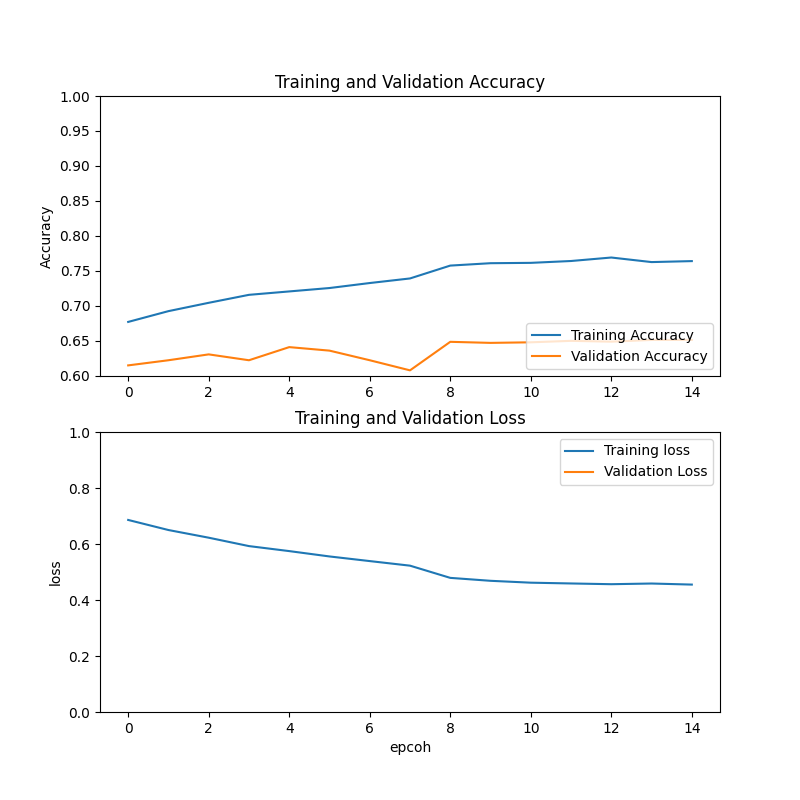 Training and Validation Accuracy
1.00
0.95
0.90
0.85
0.80
0.75
0.70
0.65
0.60
Accuracy
Training Accuracy
Validation Accuracy
0 2 4 6 8 10 12 14
Training and Validation Loss
1.0
0.8
0.6
0.4
0.2
0.0
loss
Training loss
Validation Loss
0 2 4 6 8 10 12 14
epcoh